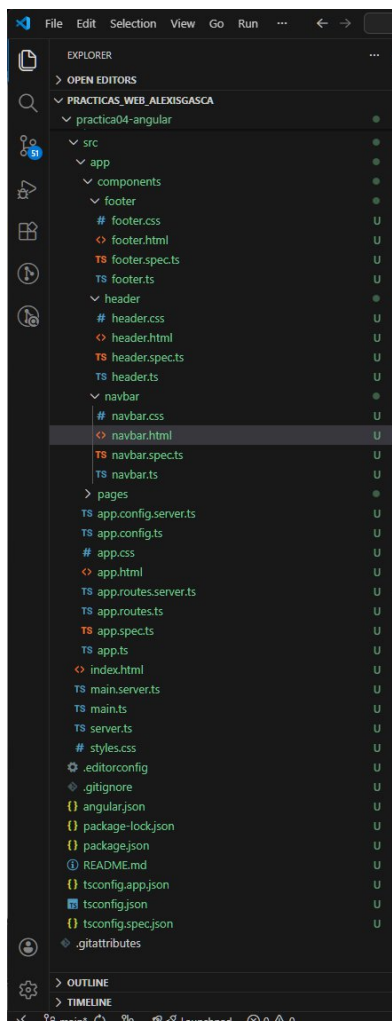 File Edit Selection View Go Run ... ← →
EXPLORER ...
> OPEN EDITORS
PRACTICAS_WEB_ALEXISGASCA
practica04-angular
src
51
app
components
footer
# footer.css U
<> footer.html U
TS footer.spec.ts U
TS footer.ts U
header
# header.css U
<> header.html U
TS header.spec.ts U
TS header.ts U
navbar
# navbar.css U
<> navbar.html U
TS navbar.spec.ts U
TS navbar.ts U
> pages
TS app.config.server.ts U
TS app.config.ts U
# app.css U
<> app.html U
TS app.routes.server.ts U
TS app.routes.ts U
TS app.spec.ts U
TS app.ts U
<> index.html U
TS main.server.ts U
TS main.ts U
TS server.ts U
# styles.css U
.editorconfig U
.gitignore U
{} angular.json U
{} package-lock.json U
{} package.json U
README.md U
{} tsconfig.app.json U
TS tsconfig.json U
{} tsconfig.spec.json U
.gitattributes
> OUTLINE
> TIMELINE
main* Launchpad 0 0